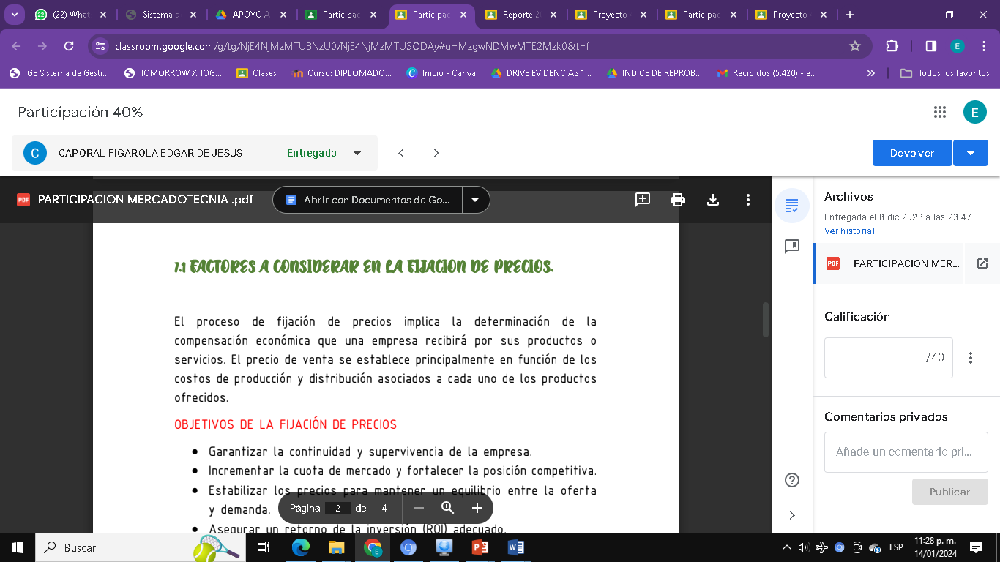 (22) What
Sistema d
APOYO A
Participac
Participac
Reporte 2
Proyecto
Participac
Proyecto
classroom.google.com/g/tg/NjE4NjMzMTU3NzU0/NjE4NjMzMTU3ODAy#u=MzgwNDMwMTE2Mzk0&t=f
E
IGE Sistema de Gesti...
TOMORROW X TOG...
Clases
Curso: DIPLOMADO...
Inicio - Canva
DRIVE EVIDENCIAS 1...
INDICE DE REPROB...
Recibidos (5.420) - e...
Todos los favoritos
Participación 40%
E
C CAPORAL FIGAROLA EDGAR DE JESUS Entregado
Devolver
PDF PARTICIPACION MERCADOTECNIA .pdf
Abrir con Documentos de Go...
7.1 FACTORES A CONSIDERAR EN LA FIJACION DE PRECIOS.
El proceso de fijación de precios implica la determinación de la
compensación económica que una empresa recibirá por sus productos o
servicios. El precio de venta se establece principalmente en función de los
costos de producción y distribución asociados a cada uno de los productos
ofrecidos.
OBJETIVOS DE LA FIJACIÓN DE PRECIOS
• Garantizar la continuidad y supervivencia de la empresa.
• Incrementar la cuota de mercado y fortalecer la posición competitiva.
• Estabilizar los precios para mantener un equilibrio entre la oferta
y demanda.
• Asegurar un retorno de la inversión (ROI) adecuado.
Página 2 de 4
Archivos
Entregada el 8 dic 2023 a las 23:47
Ver historial
PDF PARTICIPACION MER...
Calificación
/40
Comentarios privados
Añade un comentario pri...
Publicar
Buscar
ESP
11:28 p. m.
14/01/2024